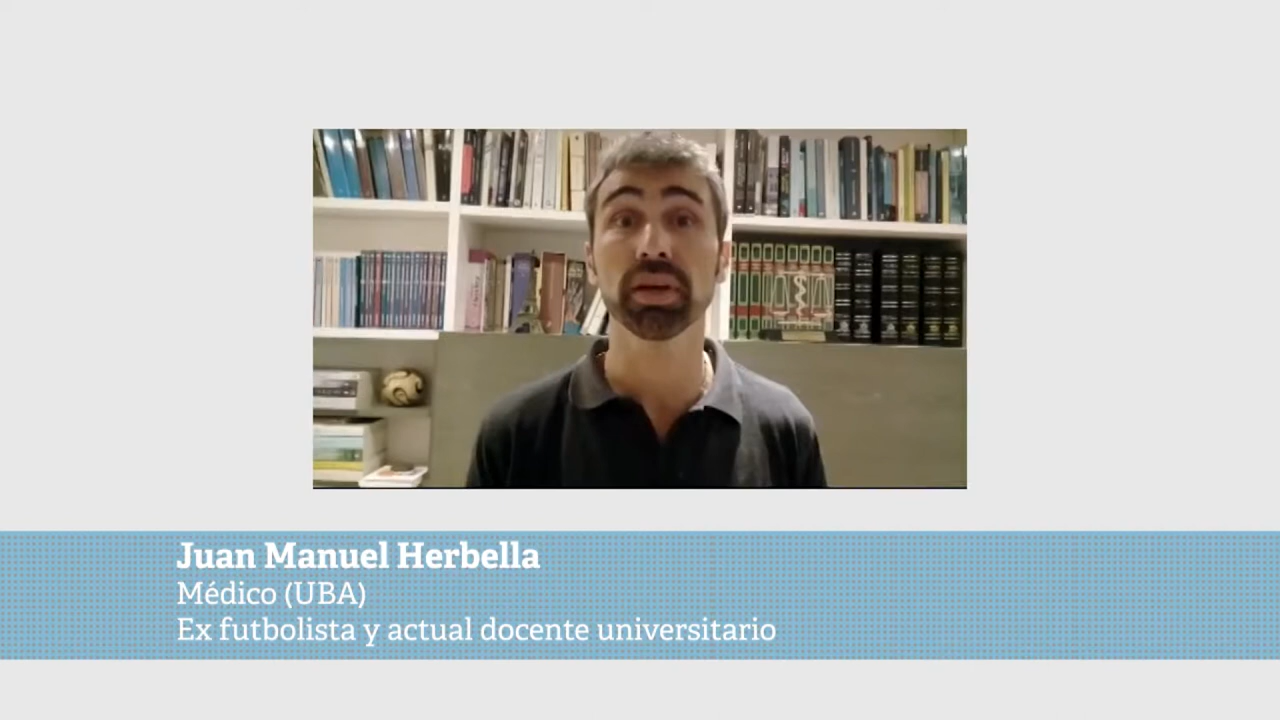 Juan Manuel Herbella
Médico (UBA)
Ex futbolista y actual docente universitario